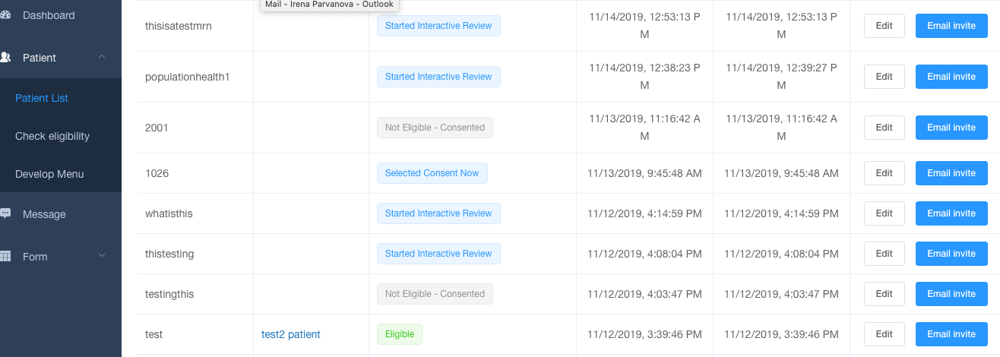 Mail - Irena Parvanova - Outlook
Dashboard
Patient
Patient List
Check eligibility
Develop Menu
Message
Form
thisisatestmrn
Started Interactive Review
11/14/2019, 12:53:13 P
M
11/14/2019, 12:53:13 P
M
Edit
Email invite
populationhealth1
Started Interactive Review
11/14/2019, 12:38:23 P
M
11/14/2019, 12:39:27 P
M
Edit
Email invite
2001
Not Eligible - Consented
11/13/2019, 11:16:42 A
M
11/13/2019, 11:16:42 A
M
Edit
Email invite
1026
Selected Consent Now
11/13/2019, 9:45:48 AM
11/13/2019, 9:45:48 AM
Edit
Email invite
whatisthis
Started Interactive Review
11/12/2019, 4:14:59 PM
11/12/2019, 4:14:59 PM
Edit
Email invite
thistesting
Started Interactive Review
11/12/2019, 4:08:04 PM
11/12/2019, 4:08:04 PM
Edit
Email invite
testingthis
Not Eligible - Consented
11/12/2019, 4:03:47 PM
11/12/2019, 4:03:47 PM
Edit
Email invite
test
test2 patient
Eligible
11/12/2019, 3:39:46 PM
11/12/2019, 3:39:46 PM
Edit
Email invite